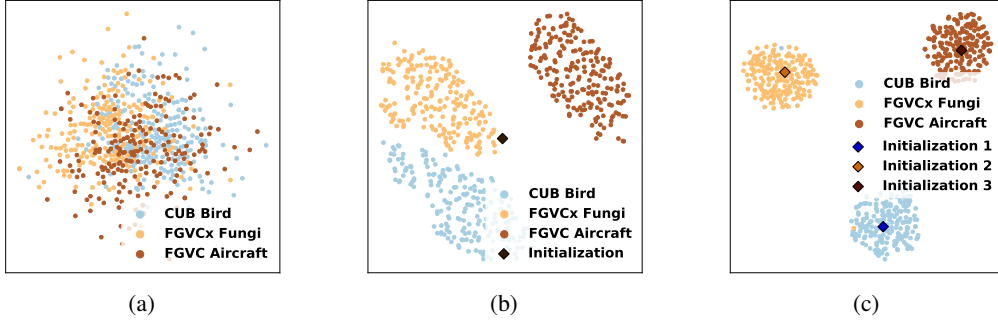 CUB Bird
FGVCx Fungi
FGVC Aircraft
(a)
CUB Bird
FGVCx Fungi
FGVC Aircraft
Initialization
(b)
CUB Bird
FGVCx Fungi
FGVC Aircraft
Initialization 1
Initialization 2
Initialization 3
(c)